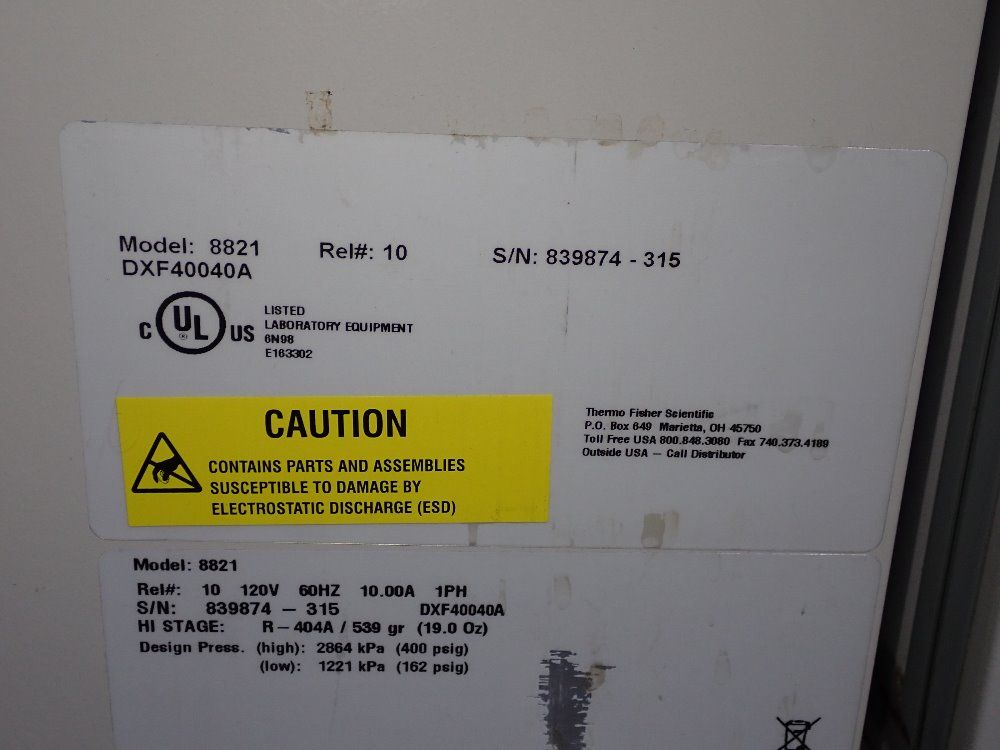 Model: 8821 Rel#: 10 S/N: 839874 - 315
DXF40040A
C UL ® US
LISTED
LABORATORY EQUIPMENT
6N98
E163302
CAUTION
CONTAINS PARTS AND ASSEMBLIES
SUSCEPTIBLE TO DAMAGE BY
ELECTROSTATIC DISCHARGE (ESD)
Thermo Fisher Scientific
P.O. Box 649 Marietta, OH 45750
Toll Free USA 800.848.3080 Fax 740.373.4189
Outside USA – Call Distributor
Model: 8821
Rel#: 10 120V 60HZ 10.00A 1PH
S/N: 839874 – 315 DXF40040A
HI STAGE: R – 404A / 539 gr (19.0 Oz)
Design Press. (high): 2864 kPa (400 psig)
(low): 1221 kPa (162 psig)